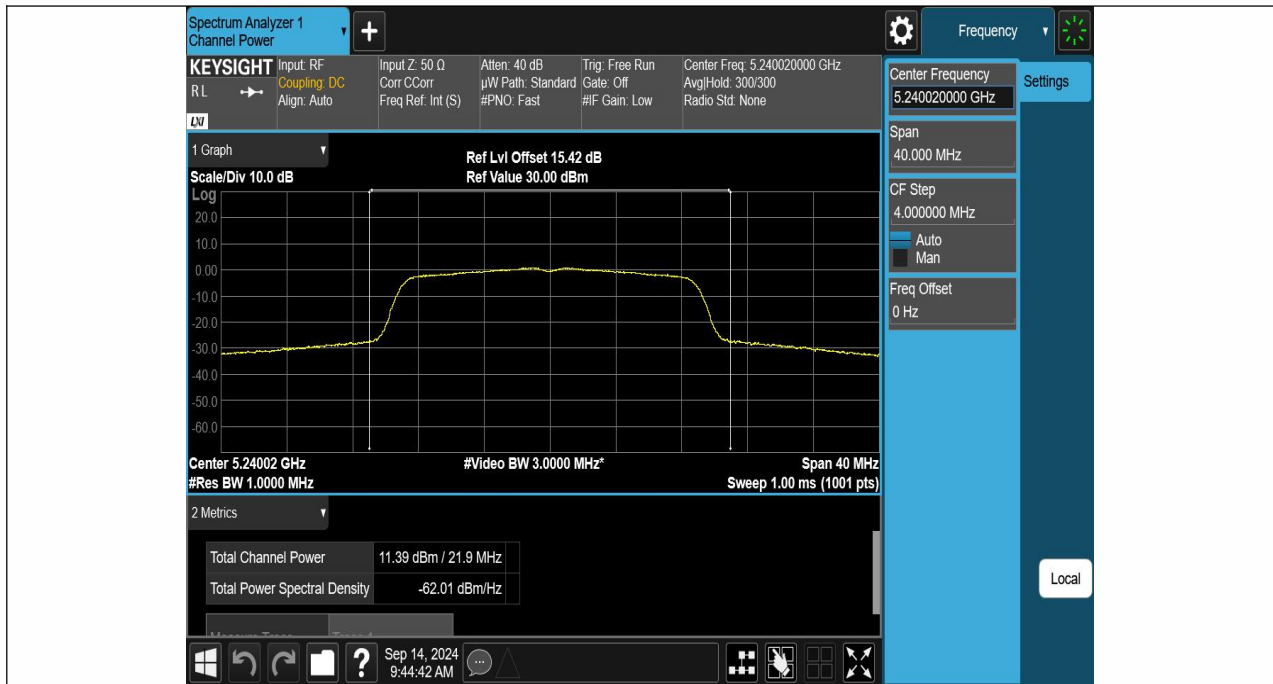 Spectrum Analyzer 1
Channel Power
+
Frequency
KEYSIGHT
R L
LXI
Input: RF
Coupling: DC
Align: Auto
Input Z: 50 Ω
Corr CCorr
Freq Ref: Int (S)
Atten: 40 dB
µW Path: Standard
#PNO: Fast
Trig: Free Run
Gate: Off
#IF Gain: Low
Center Freq: 5.240020000 GHz
Avg|Hold: 300/300
Radio Std: None
Center Frequency
5.240020000 GHz
Settings
Span
40.000 MHz
CF Step
4.000000 MHz
Auto
Man
Freq Offset
0 Hz
Local
1 Graph
Scale/Div 10.0 dB
Ref Lvl Offset 15.42 dB
Ref Value 30.00 dBm
Log
20.0
10.0
0.00
-10.0
-20.0
-30.0
-40.0
-50.0
-60.0
Center 5.24002 GHz
#Res BW 1.0000 MHz
#Video BW 3.0000 MHz*
Span 40 MHz
Sweep 1.00 ms (1001 pts)
2 Metrics
Total Channel Power 11.39 dBm / 21.9 MHz
Total Power Spectral Density -62.01 dBm/Hz
?
Sep 14, 2024
9:44:42 AM